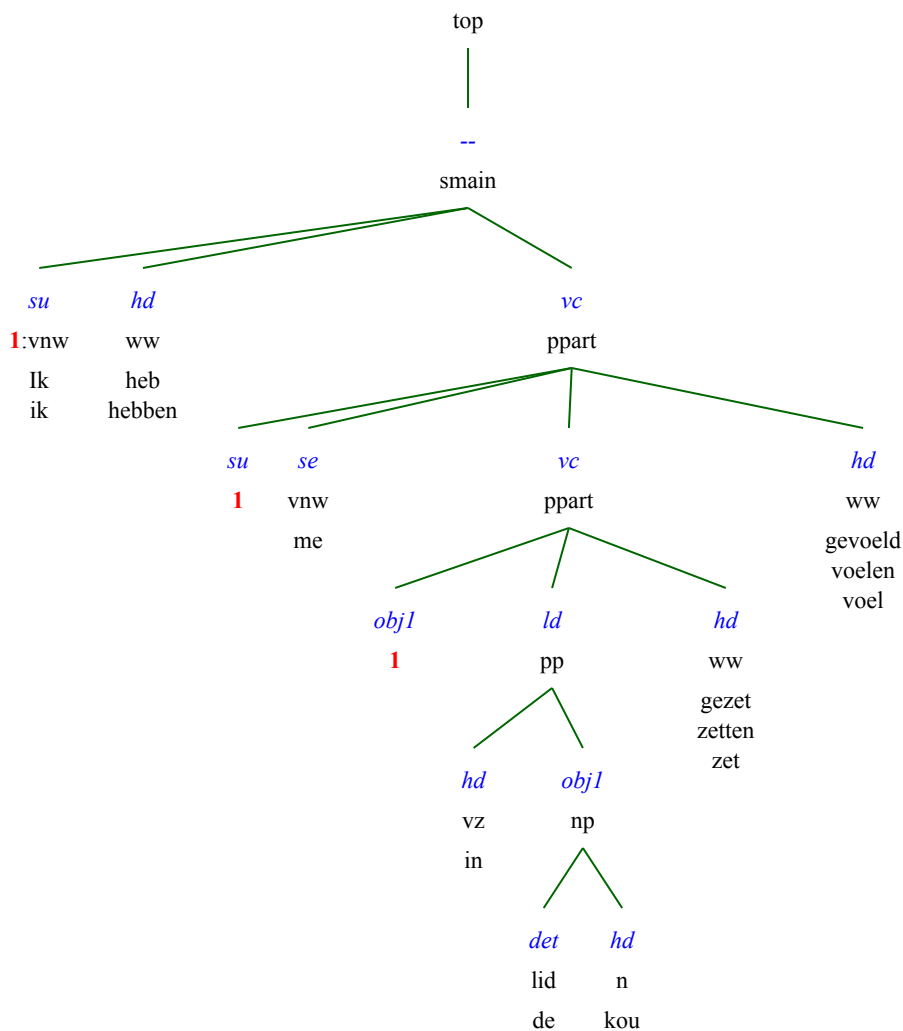 top
--
smain
su hd vc
1:vnw ww ppart
Ik heb
ik hebben
su se vc hd
1 vnw ppart ww
me gevoeld
voelen
voel
obj1 ld hd
1 pp ww
gezet
zetten
zet
hd obj1
vz np
in
det hd
lid n
de kou